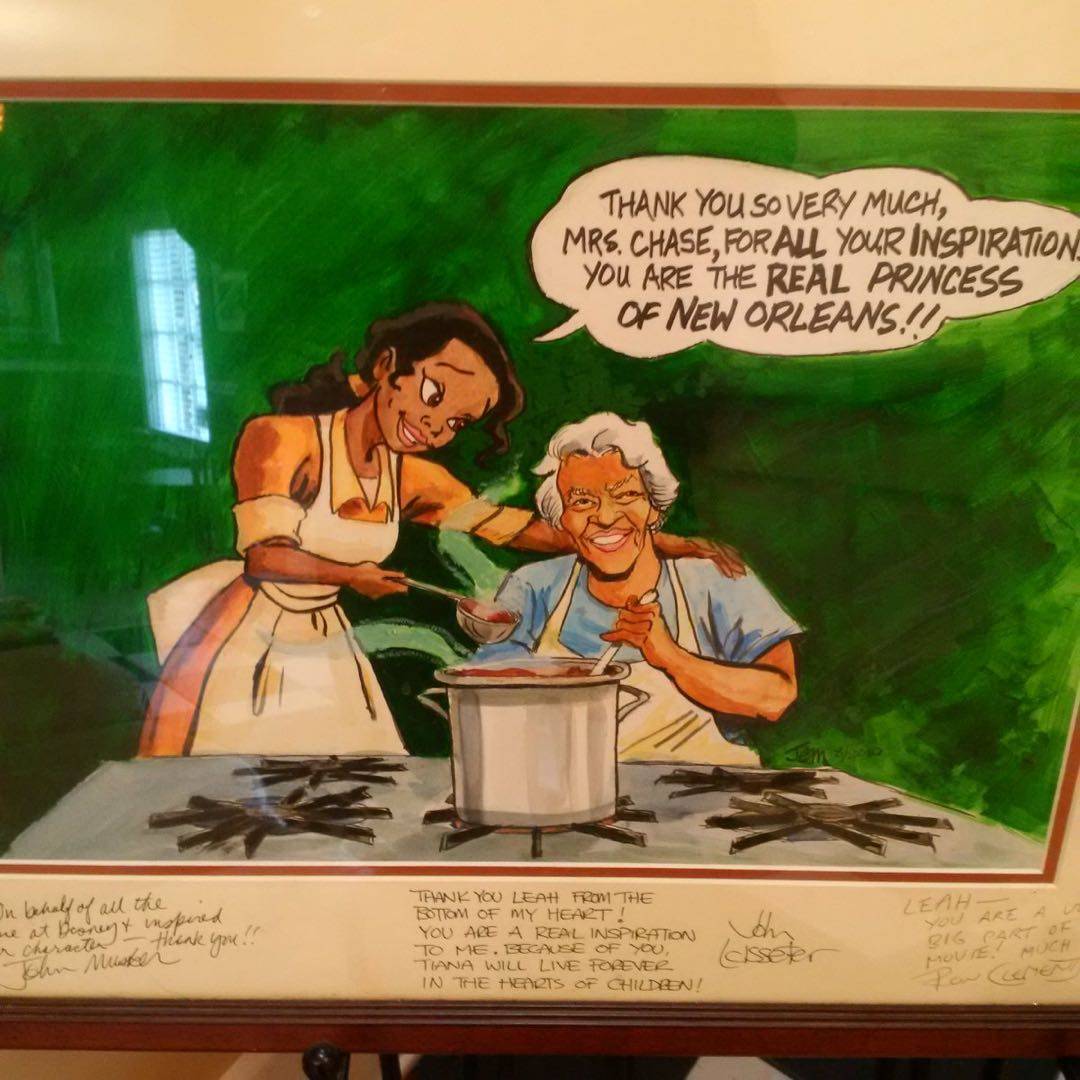 THANK YOU SO VERY MUCH,
MRS. CHASE, FOR ALL YOUR INSPIRATION.
YOU ARE THE REAL PRINCESS
OF NEW ORLEANS!!
On behalf of all the
at Disney & inspired
character — thank you!!
John Musker
THANK YOU LEAH FROM THE
BOTTOM OF MY HEART!
YOU ARE A REAL INSPIRATION
TO ME. BECAUSE OF YOU,
TIANA WILL LIVE FOREVER
IN THE HEARTS OF CHILDREN!
John
Lasseter
LEAH —
YOU ARE A
BIG PART OF
MOVIE! MUCH
Ron Clements